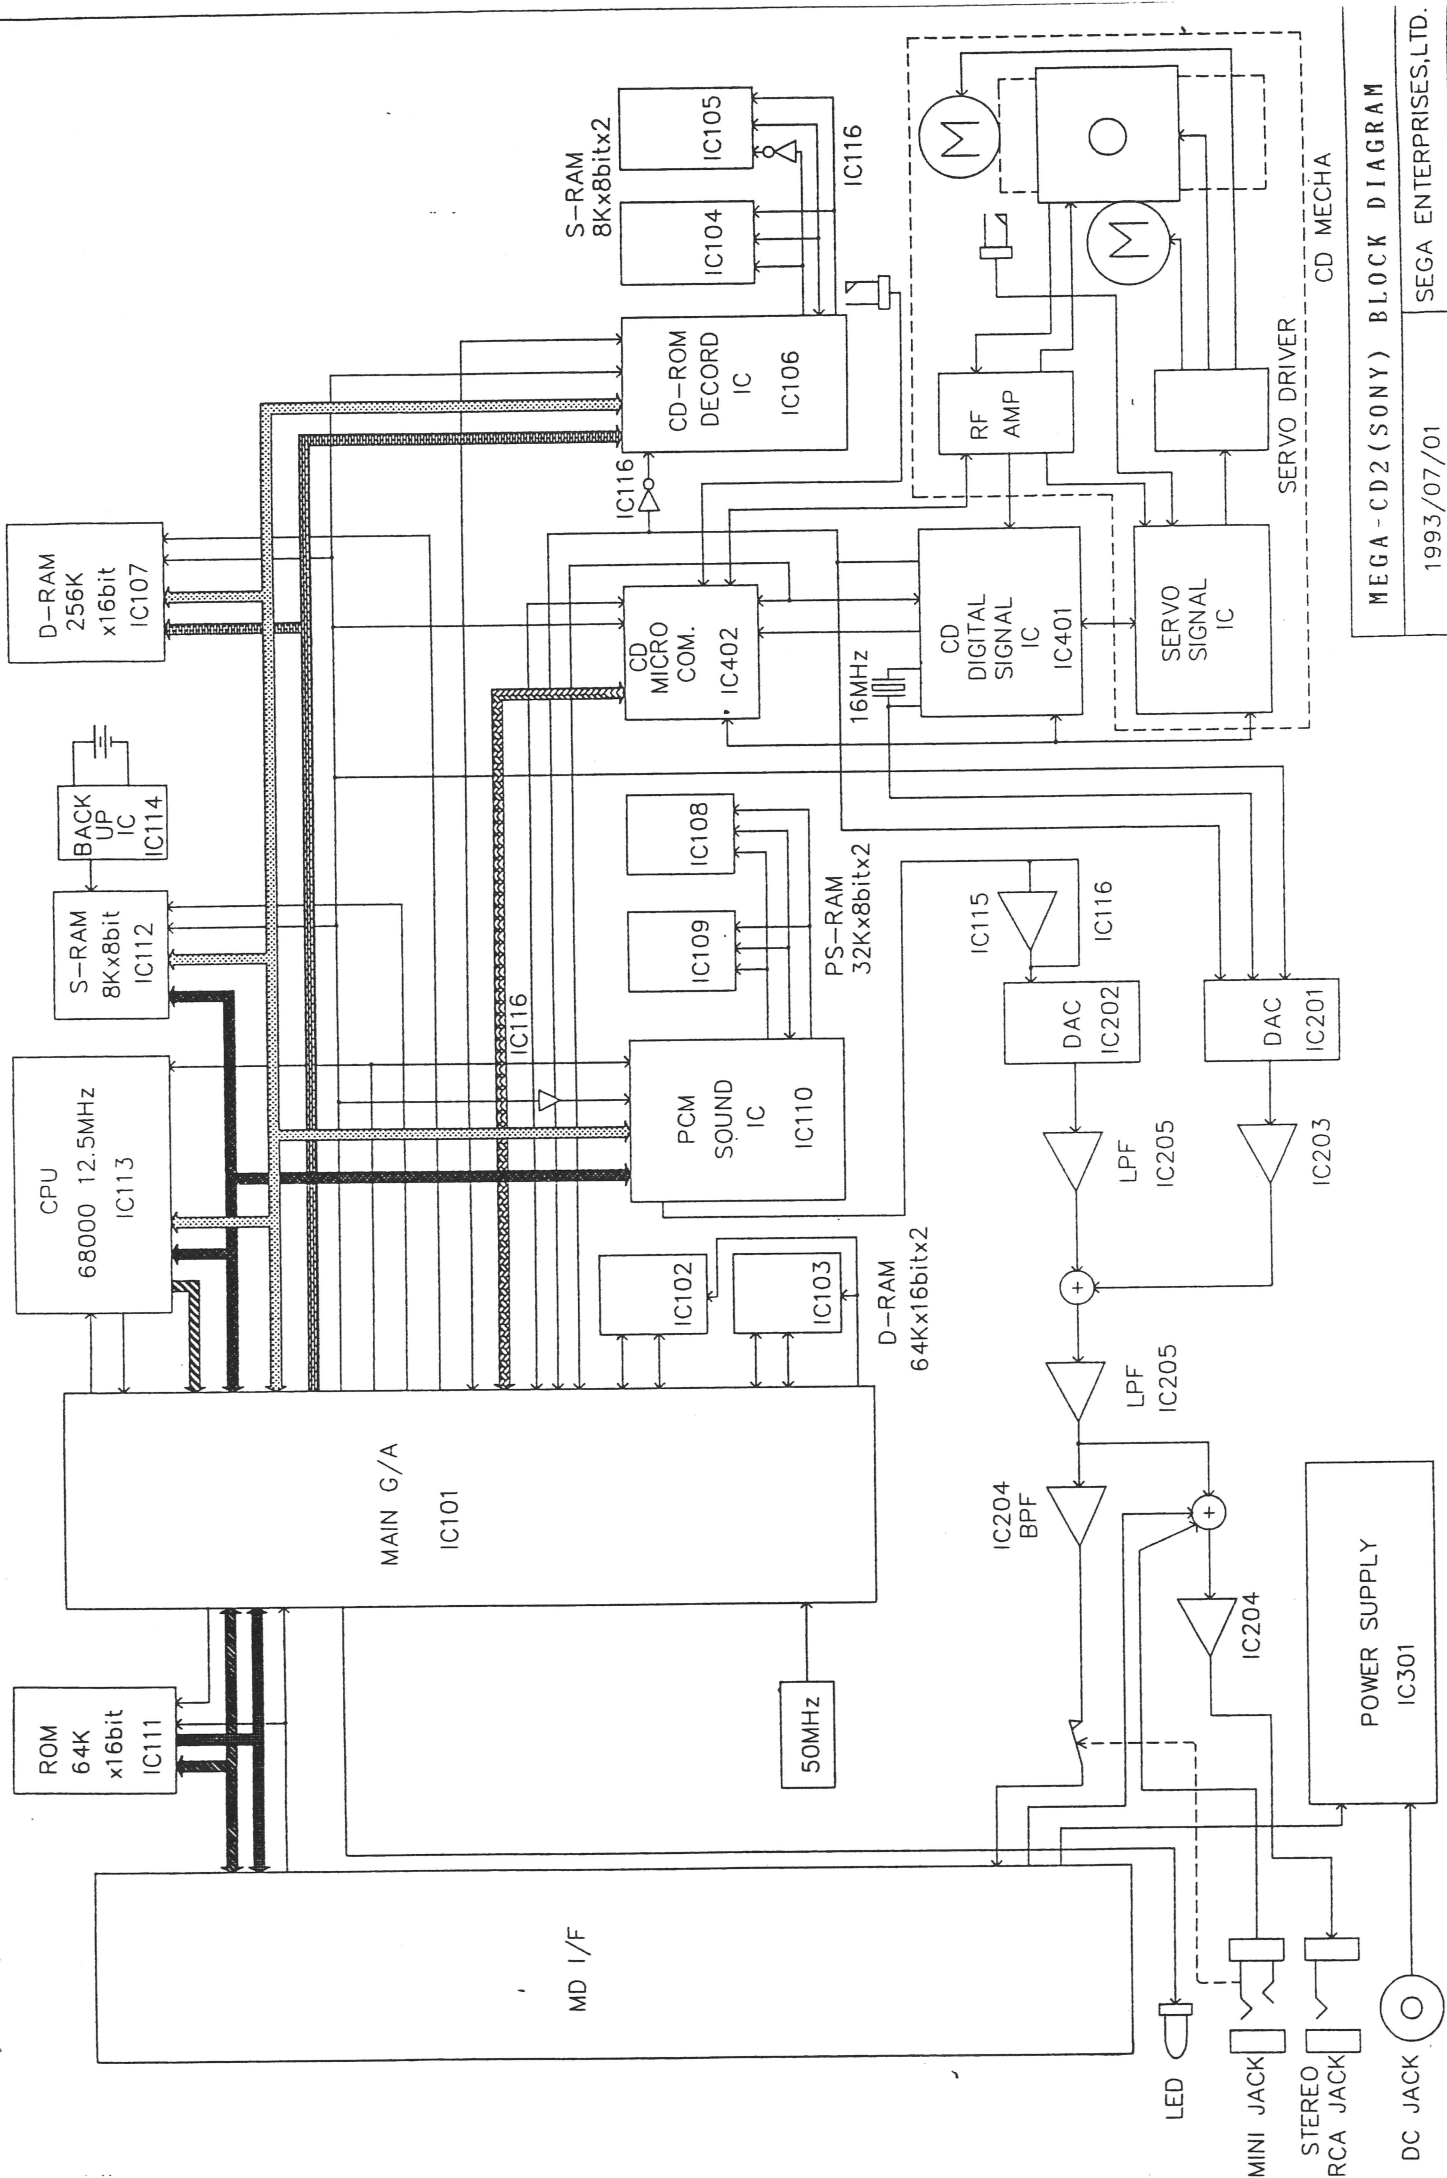 ROM
64K
x16bit
IC111
CPU
68000 12.5MHz
IC113
S-RAM
8Kx8bit
IC112
BACK
UP
IC
IC114
D-RAM
256K
x16bit
IC107
MD I/F
MAIN G/A
IC101
50MHz
IC102
IC103
D-RAM
64Kx16bitx2
IC116
PCM
SOUND
IC
IC110
IC109
IC108
PS-RAM
32Kx8bitx2
CD
MICRO
COM.
IC402
IC116
CD-ROM
DECORD
IC
IC106
S-RAM
8Kx8bitx2
IC104
IC105
IC116
16MHz
CD
DIGITAL
SIGNAL
IC
IC401
RF
AMP
M
M
SERVO
SIGNAL
IC
SERVO DRIVER
CD MECHA
IC115
IC116
DAC
IC202
DAC
IC201
LPF
IC205
IC203
+
LPF
IC205
IC204
BPF
+
IC204
POWER SUPPLY
IC301
LED
MINI JACK
STEREO
RCA JACK
DC JACK
MEGA-CD2(SONY) BLOCK DIAGRAM
1993/07/01
SEGA ENTERPRISES,LTD.